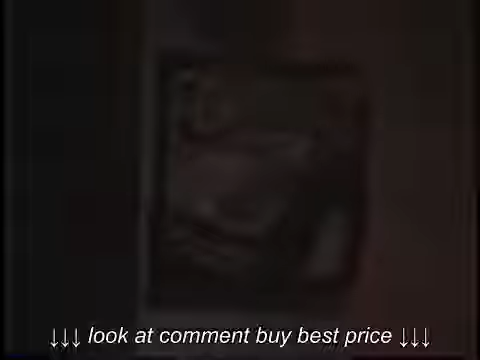 ↓↓↓ look at comment buy best price ↓↓↓